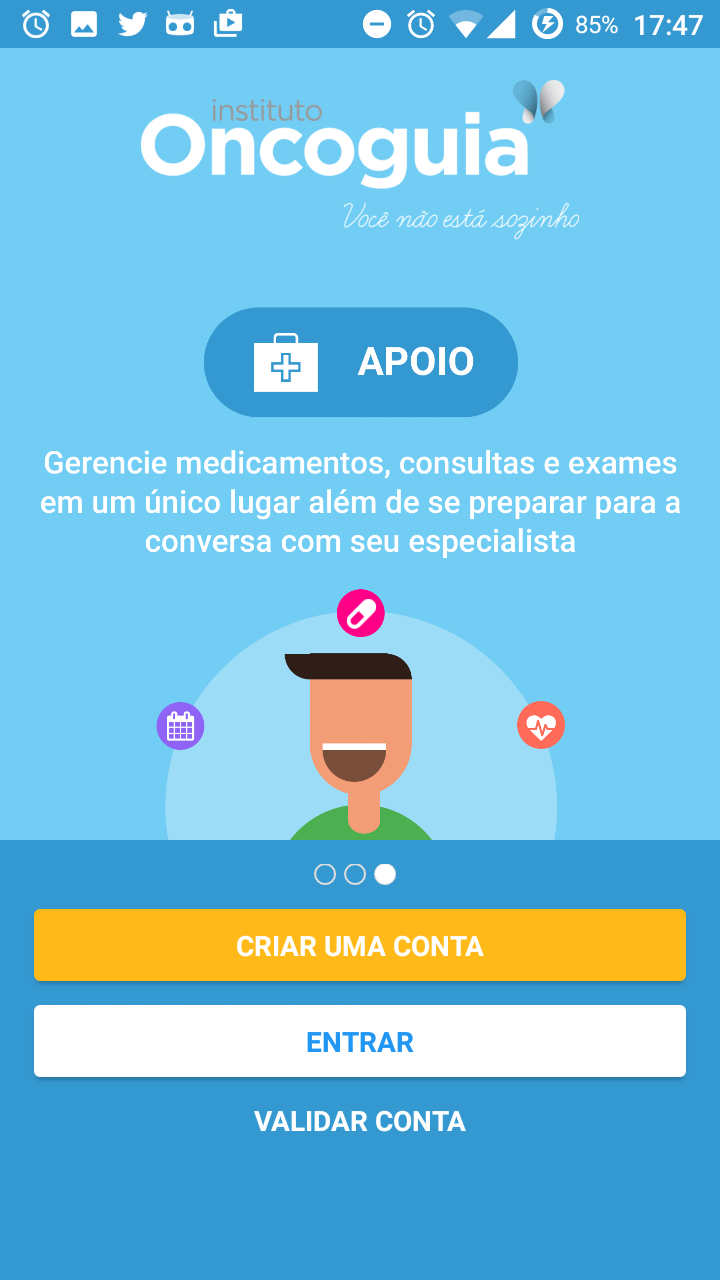 85% 17:47
instituto
Oncoguia
Você não está sozinho
APOIO
Gerencie medicamentos, consultas e exames
em um único lugar além de se preparar para a
conversa com seu especialista
CRIAR UMA CONTA
ENTRAR
VALIDAR CONTA